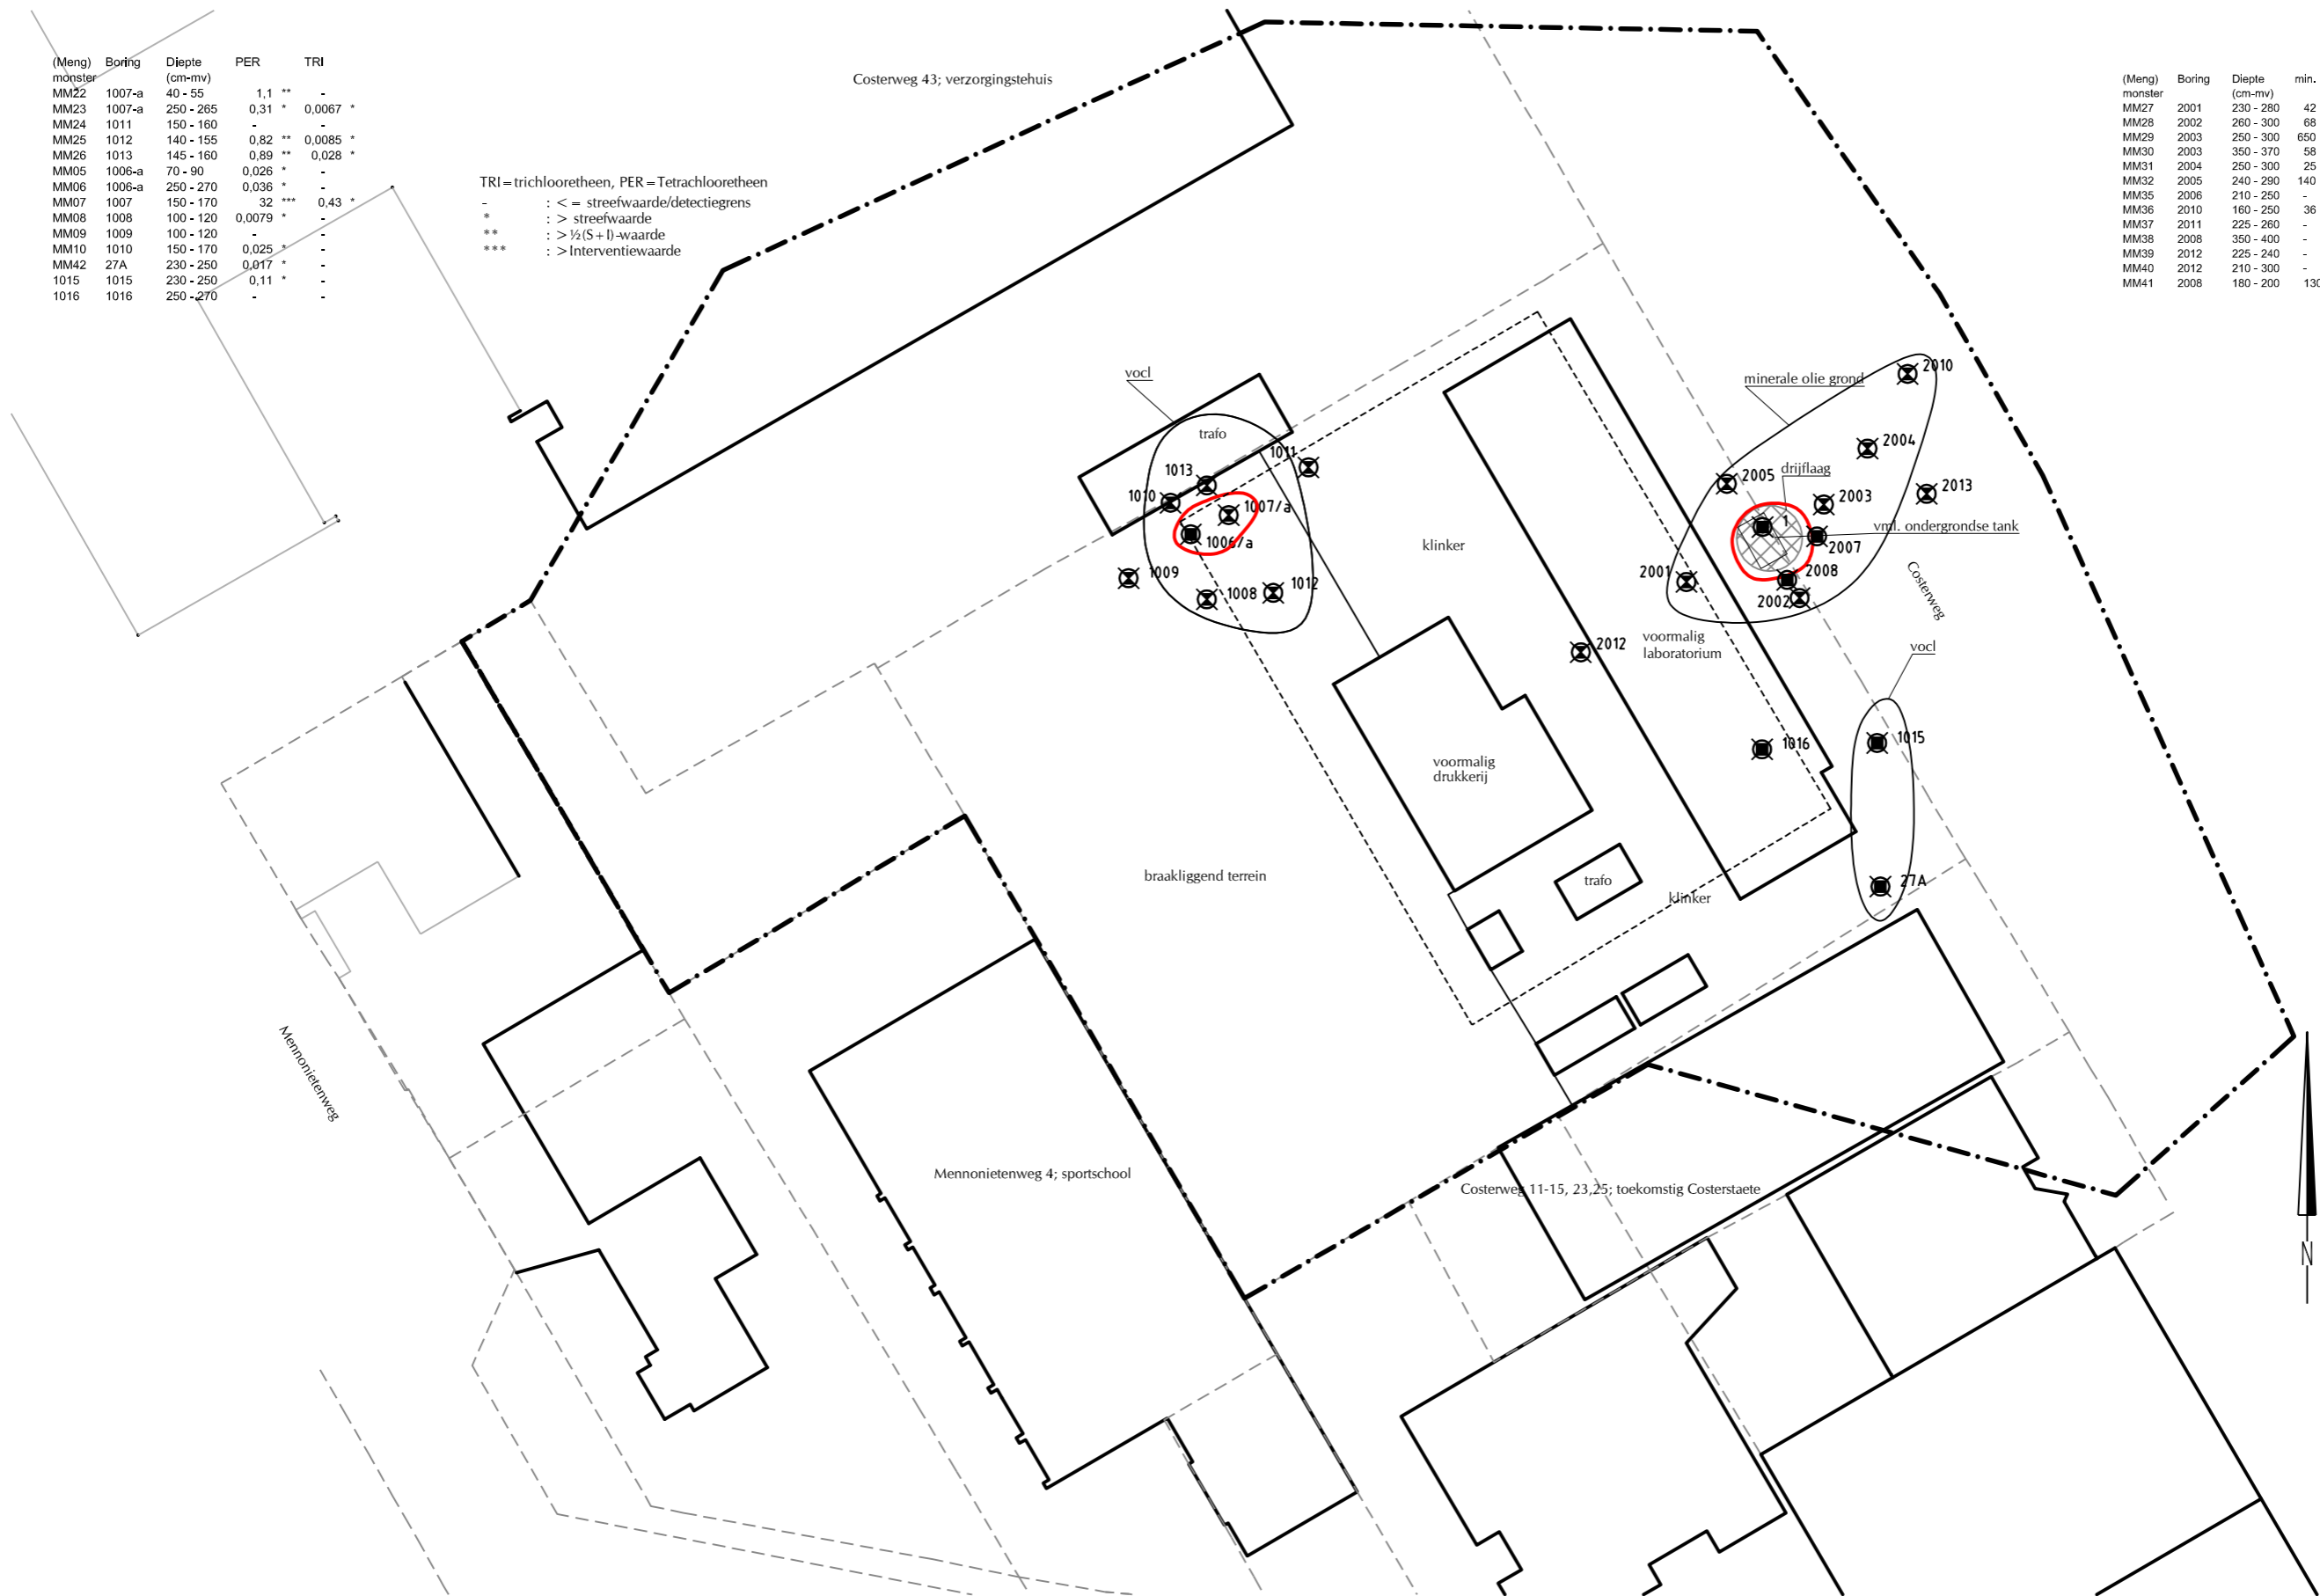 (Meng) Boring Diepte PER TRI
monster (cm-mv)
MM22 1007-a 40 - 55 1,1 ** -
MM23 1007-a 250 - 265 0,31 * 0,0067 *
MM24 1011 150 - 160 - -
MM25 1012 140 - 155 0,82 ** 0,0085 *
MM26 1013 145 - 160 0,89 ** 0,028 *
MM05 1006-a 70 - 90 0,026 * -
MM06 1006-a 250 - 270 0,036 * -
MM07 1007 150 - 170 32 *** 0,43 *
MM08 1008 100 - 120 0,0079 * -
MM09 1009 100 - 120 - -
MM10 1010 150 - 170 0,025 * -
MM42 27A 230 - 250 0,017 * -
1015 1015 230 - 250 0,11 * -
1016 1016 250 - 270 - -
TRI=trichlooretheen, PER=Tetrachlooretheen
- : <= streefwaarde/detectiegrens
* : > streefwaarde
** : >½(S+I)-waarde
*** : >Interventiewaarde
Costerweg 43; verzorgingstehuis
(Meng) Boring Diepte min.
monster (cm-mv)
MM27 2001 230 - 280 42
MM28 2002 260 - 300 68
MM29 2003 250 - 300 650
MM30 2003 350 - 370 58
MM31 2004 250 - 300 25
MM32 2005 240 - 290 140
MM35 2006 210 - 250 -
MM36 2010 160 - 250 36
MM37 2011 225 - 260 -
MM38 2008 350 - 400 -
MM39 2012 225 - 240 -
MM40 2012 210 - 300 -
MM41 2008 180 - 200 130
vocl
trafo
1013
1011
1010
1007/a
1006/a
1009
1008
1012
klinker
minerale olie grond
2010
2004
drijflaag
2005
2003
2013
1
vml. ondergrondse tank
2007
2008
2001
2002
Costerweg
2012
voormalig
laboratorium
vocl
1015
1016
voormalig
drukkerij
braakliggend terrein
trafo
klinker
27A
Mennonietenweg
Mennonietenweg 4; sportschool
Costerweg 11-15, 23,25; toekomstig Costerstaete
N